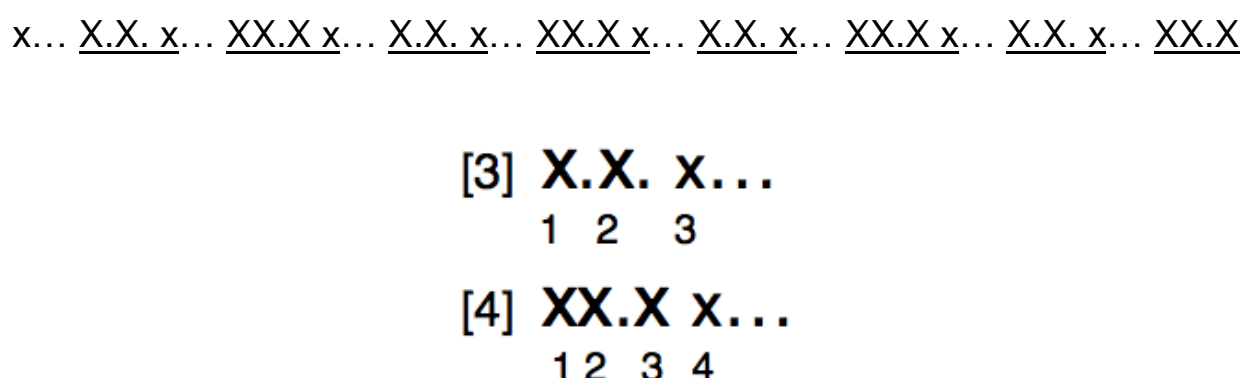 x… X.X. x… XX.X x… X.X. x… XX.X x… X.X. x… XX.X x… X.X. x… XX.X
[3] X.X. x...
1 2 3
[4] XX.X x...
1 2 3 4